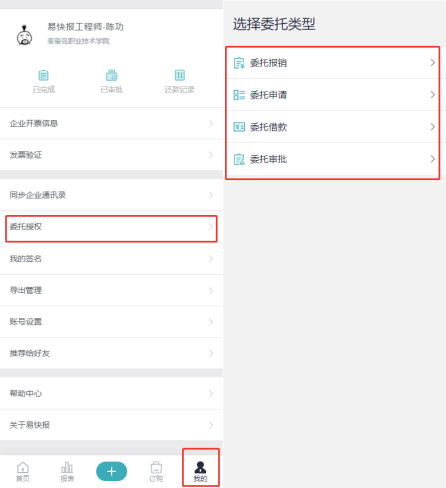 易快报工程师-陈功
秦皇岛职业技术学院
已完成
已审批
还款记录
企业开票信息
发票验证
同步企业通讯录
委托授权
我的签名
导出管理
账号设置
推荐给好友
帮助中心
关于易快报
首页
报表
订购
我的
选择委托类型
委托报销
委托申请
委托借款
委托审批